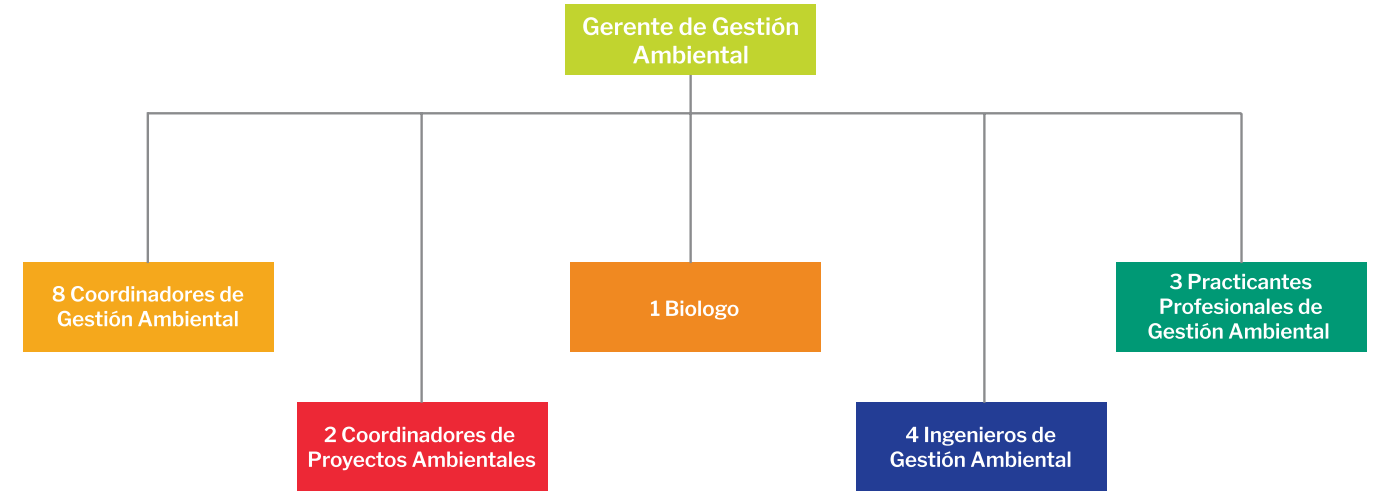 Gerente de Gestión
Ambiental
8 Coordinadores de
Gestión Ambiental
2 Coordinadores de
Proyectos Ambientales
1 Biologo
4 Ingenieros de
Gestión Ambiental
3 Practicantes
Profesionales de
Gestión Ambiental